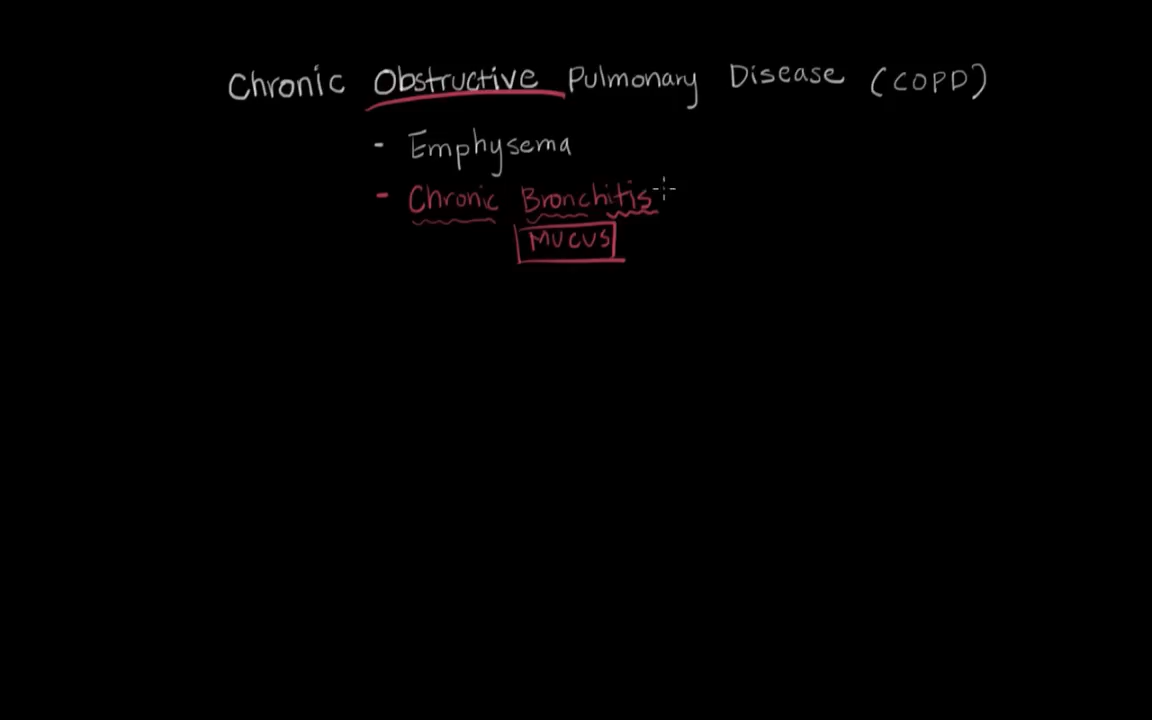 Chronic Obstructive Pulmonary Disease (COPD)
- Emphysema
- Chronic Bronchitis
MUCUS